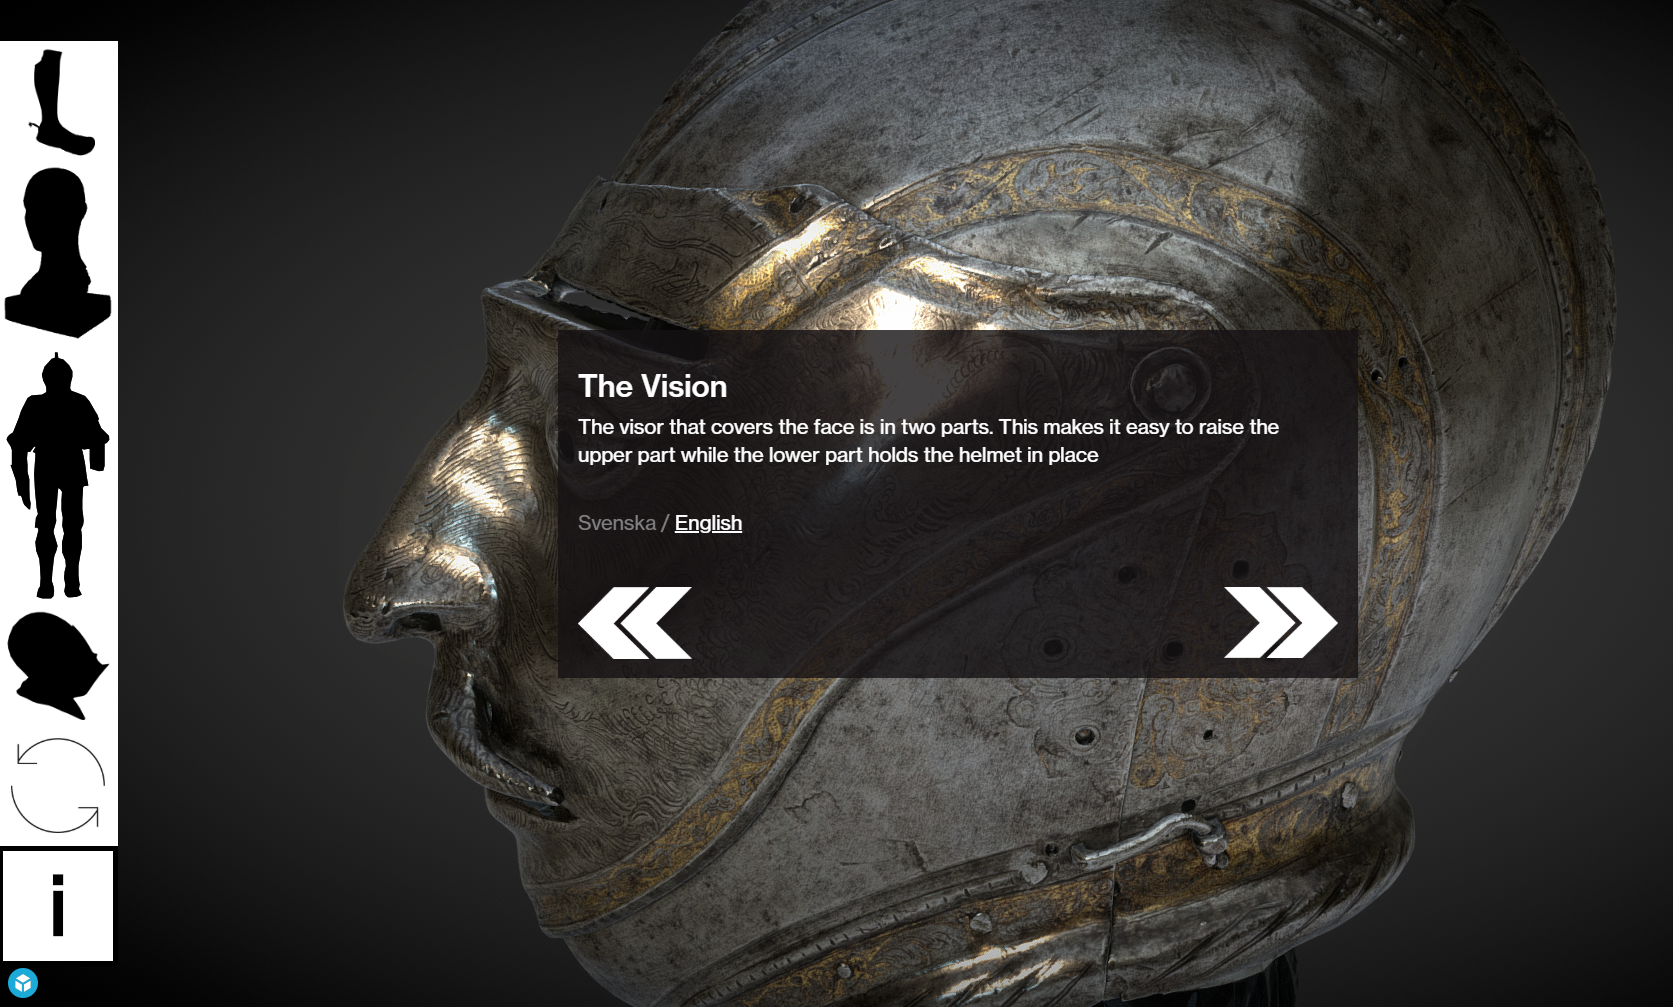 The Vision
The visor that covers the face is in two parts. This makes it easy to raise the
upper part while the lower part holds the helmet in place
Svenska / English
i